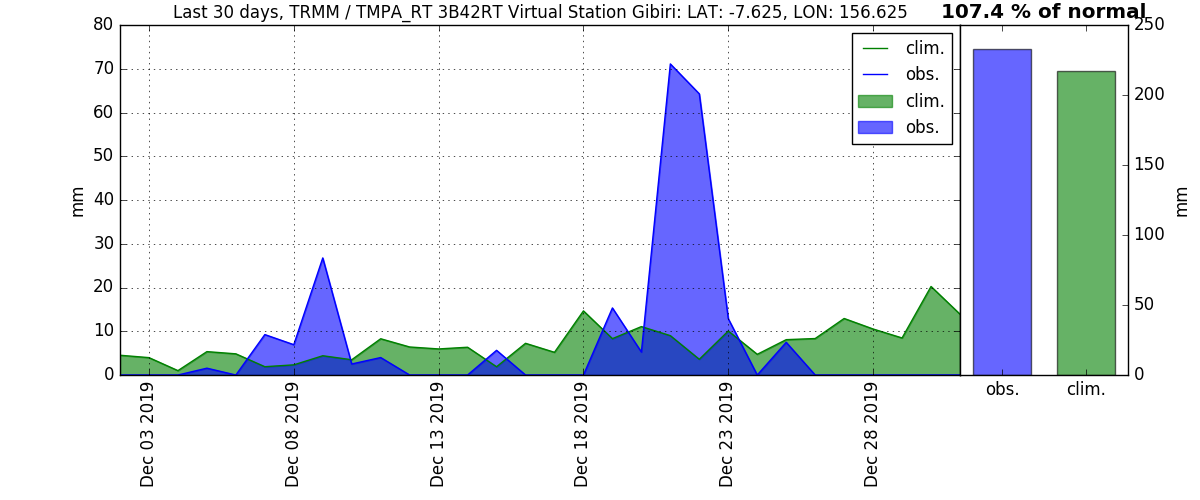 Last 30 days, TRMM / TMPA_RT 3B42RT Virtual Station Gibiri: LAT: -7.625, LON: 156.625
107.4 % of normal
80
70
60
50
40
30
20
10
0
mm
clim.
obs.
clim.
obs.
Dec 03 2019
Dec 08 2019
Dec 13 2019
Dec 18 2019
Dec 23 2019
Dec 28 2019
250
200
150
100
50
0
mm
obs.
clim.